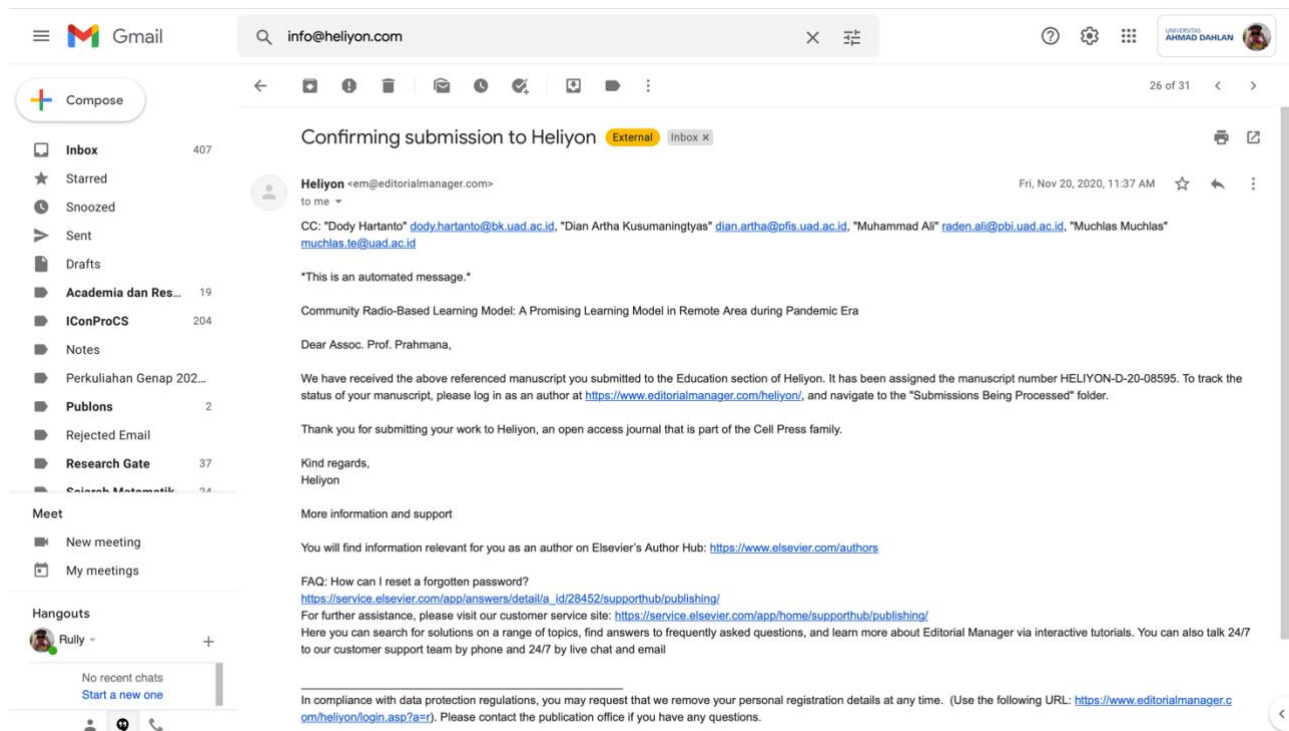 Gmail
info@heliyon.com
UNIVERSITAS
AHMAD DAHLAN
Compose
26 of 31
Inbox 407
Starred
Snoozed
Sent
Drafts
Academia dan Res... 19
IConProCS 204
Notes
Perkuliahan Genap 202...
Publons 2
Rejected Email
Research Gate 37
Sejarah Matematik 24
Meet
New meeting
My meetings
Hangouts
Rully
No recent chats
Start a new one
Confirming submission to Heliyon External Inbox ×
Heliyon <em@editorialmanager.com> Fri, Nov 20, 2020, 11:37 AM
to me
CC: "Dody Hartanto" dody.hartanto@bk.uad.ac.id, "Dian Artha Kusumaningtyas" dian.artha@pfis.uad.ac.id, "Muhammad Ali" raden.ali@pbi.uad.ac.id, "Muchlas Muchlas"
muchlas.te@uad.ac.id
*This is an automated message.*
Community Radio-Based Learning Model: A Promising Learning Model in Remote Area during Pandemic Era
Dear Assoc. Prof. Prahmana,
We have received the above referenced manuscript you submitted to the Education section of Heliyon. It has been assigned the manuscript number HELIYON-D-20-08595. To track the
status of your manuscript, please log in as an author at https://www.editorialmanager.com/heliyon/, and navigate to the "Submissions Being Processed" folder.
Thank you for submitting your work to Heliyon, an open access journal that is part of the Cell Press family.
Kind regards,
Heliyon
More information and support
You will find information relevant for you as an author on Elsevier's Author Hub: https://www.elsevier.com/authors
FAQ: How can I reset a forgotten password?
https://service.elsevier.com/app/answers/detail/a_id/28452/supporthub/publishing/
For further assistance, please visit our customer service site: https://service.elsevier.com/app/home/supporthub/publishing/
Here you can search for solutions on a range of topics, find answers to frequently asked questions, and learn more about Editorial Manager via interactive tutorials. You can also talk 24/7
to our customer support team by phone and 24/7 by live chat and email
In compliance with data protection regulations, you may request that we remove your personal registration details at any time. (Use the following URL: https://www.editorialmanager.c
om/heliyon/login.asp?a=r). Please contact the publication office if you have any questions.